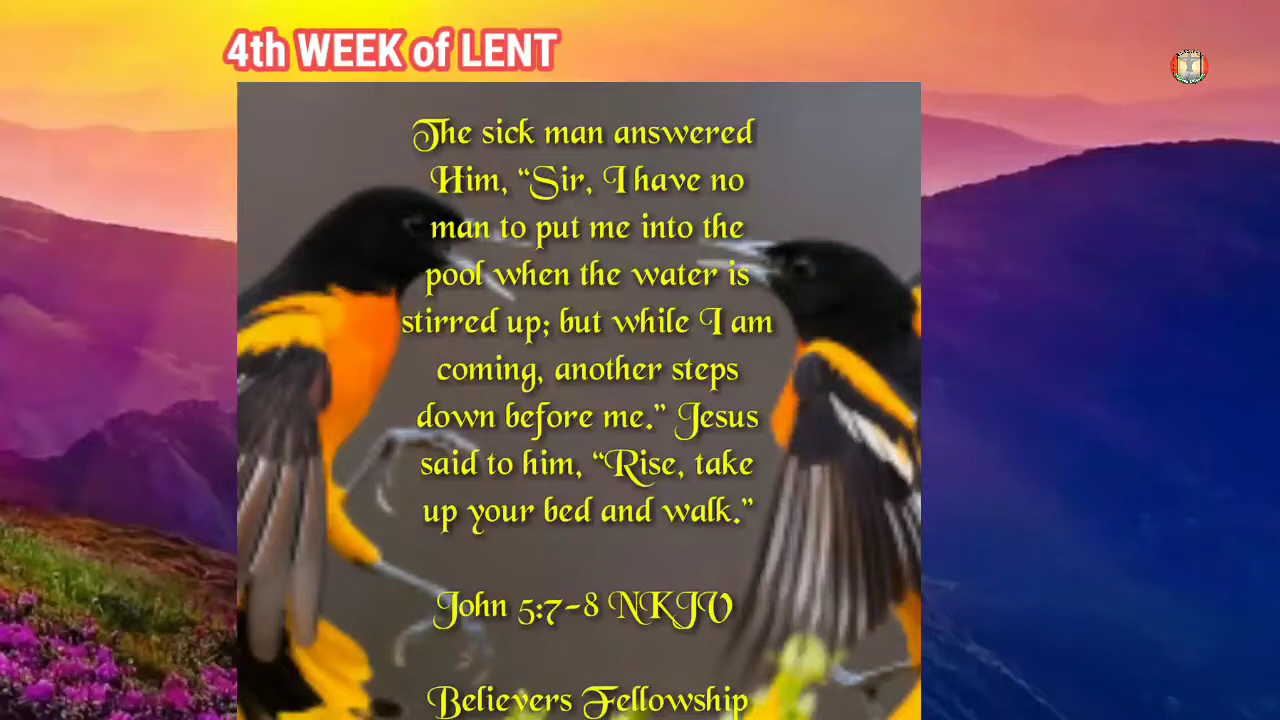 4th WEEK of LENT
The sick man answered
Him, “Sir, I have no
man to put me into the
pool when the water is
stirred up; but while I am
coming, another steps
down before me.” Jesus
said to him, “Rise, take
up your bed and walk.”
John 5:7-8 NKJV
Believers Fellowship